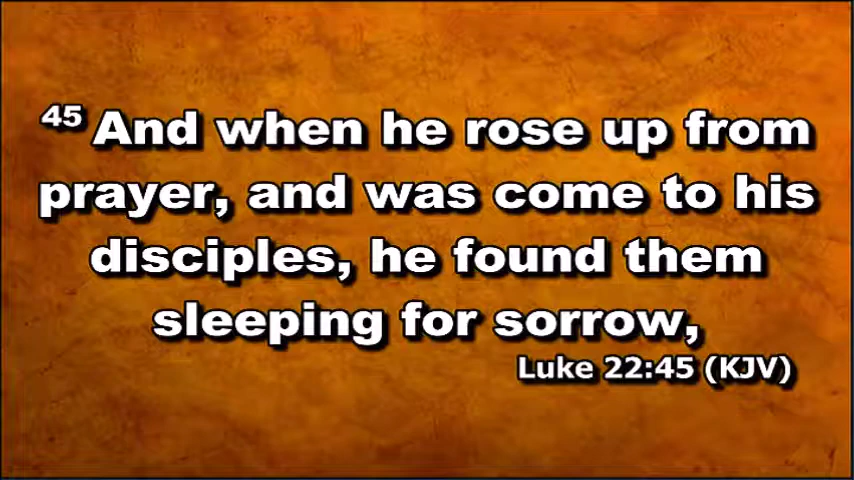 45 And when he rose up from
prayer, and was come to his
disciples, he found them
sleeping for sorrow,
Luke 22:45 (KJV)